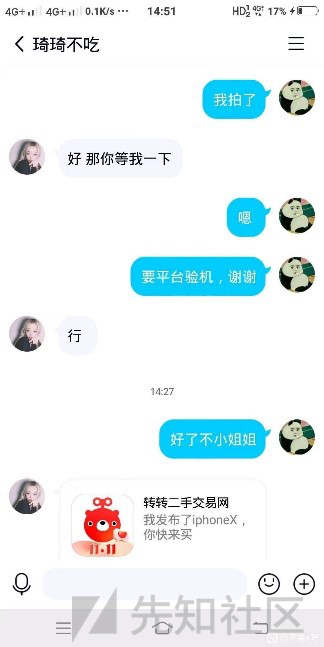 4G+ 4G+ 0.1K/s ··· 14:51 HD 4G+ 17%
琦琦不吃
我拍了
好 那你等我一下
嗯
要平台验机，谢谢
行
14:27
好了不小姐姐
转转二手交易网
我发布了iphoneX，
你快来买
11·11
先知社区